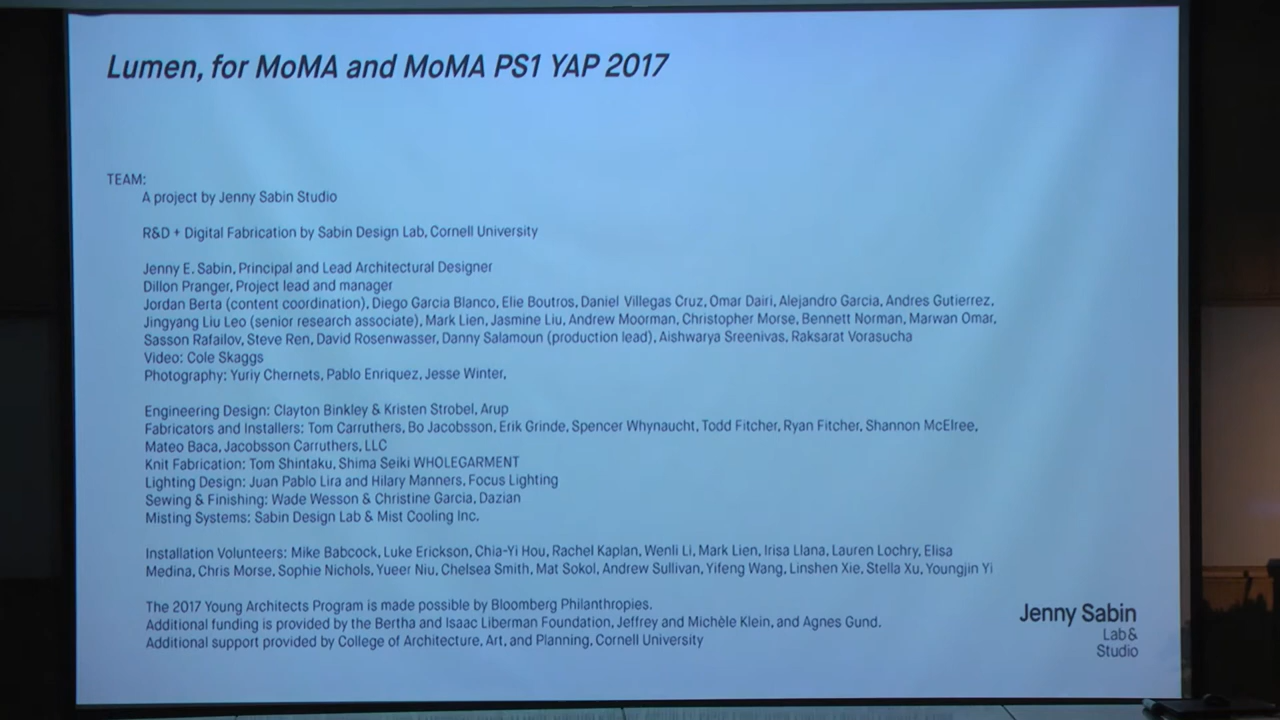 Lumen, for MoMA and MoMA PS1 YAP 2017
TEAM:
A project by Jenny Sabin Studio
R&D + Digital Fabrication by Sabin Design Lab, Cornell University
Jenny E. Sabin, Principal and Lead Architectural Designer
Dillon Pranger, Project lead and manager
Jordan Berta (content coordination), Diego Garcia Blanco, Elie Boutros, Daniel Villegas Cruz, Omar Dairi, Alejandro Garcia, Andres Gutierrez,
Jingyang Liu Leo (senior research associate), Mark Lien, Jasmine Liu, Andrew Moorman, Christopher Morse, Bennett Norman, Marwan Omar,
Sasson Rafailov, Steve Ren, David Rosenwasser, Danny Salamoun (production lead), Aishwarya Sreenivas, Raksarat Vorasucha
Video: Cole Skaggs
Photography: Yuriy Chernets, Pablo Enriquez, Jesse Winter,
Engineering Design: Clayton Binkley & Kristen Strobel, Arup
Fabricators and Installers: Tom Carruthers, Bo Jacobsson, Erik Grinde, Spencer Whynaucht, Todd Fitcher, Ryan Fitcher, Shannon McElree,
Mateo Baca, Jacobsson Carruthers, LLC
Knit Fabrication: Tom Shintaku, Shima Seiki WHOLEGARMENT
Lighting Design: Juan Pablo Lira and Hilary Manners, Focus Lighting
Sewing & Finishing: Wade Wesson & Christine Garcia, Dazian
Misting Systems: Sabin Design Lab & Mist Cooling Inc.
Installation Volunteers: Mike Babcock, Luke Erickson, Chia-Yi Hou, Rachel Kaplan, Wenli Li, Mark Lien, Irisa Llana, Lauren Lochry, Elisa
Medina, Chris Morse, Sophie Nichols, Yueer Niu, Chelsea Smith, Mat Sokol, Andrew Sullivan, Yifeng Wang, Linshen Xie, Stella Xu, Youngjin Yi
The 2017 Young Architects Program is made possible by Bloomberg Philanthropies.
Additional funding is provided by the Bertha and Isaac Liberman Foundation, Jeffrey and Michèle Klein, and Agnes Gund.
Additional support provided by College of Architecture, Art, and Planning, Cornell University
Jenny Sabin
Lab &
Studio